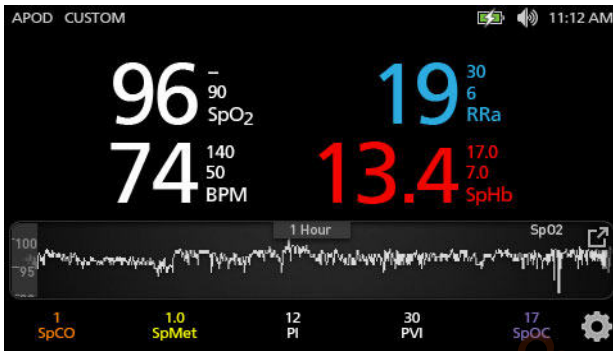 APOD CUSTOM 11:12 AM
96 – 90 SpO2
19 30 6 RRa
74 140 50 BPM
13.4 17.0 7.0 SpHb
1 Hour SpO2
100
95
1 1.0 12 30 17
SpCO SpMet PI PVI SpOC